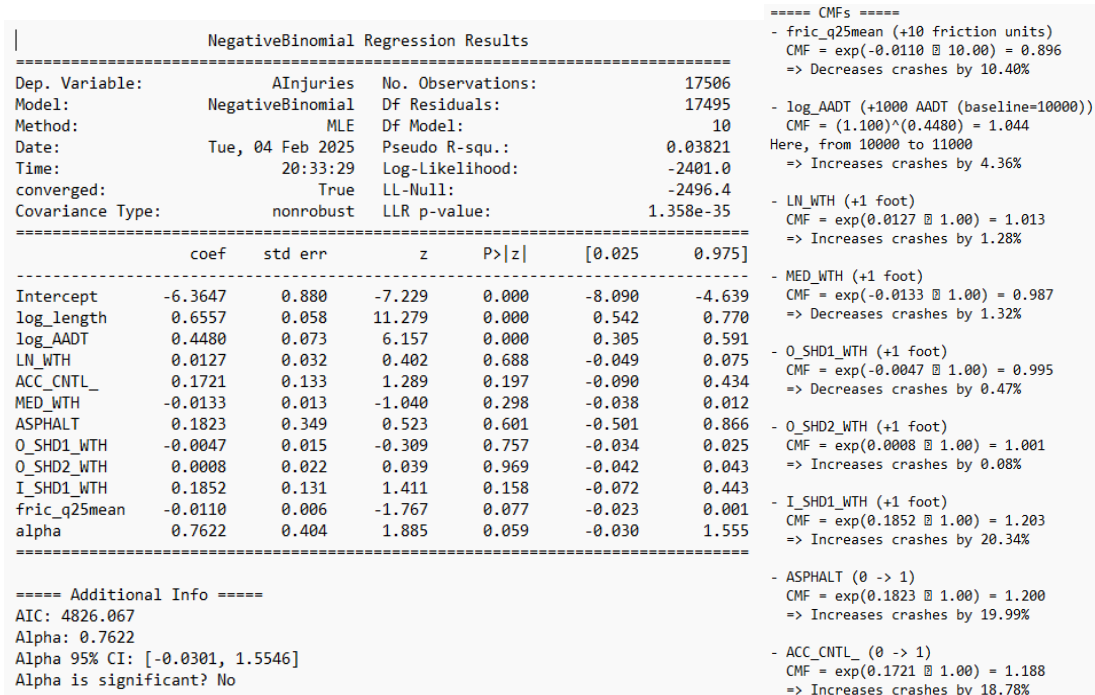 NegativeBinomial Regression Results
==============================================================================
Dep. Variable: AInjuries No. Observations: 17506
Model: NegativeBinomial Df Residuals: 17495
Method: MLE Df Model: 10
Date: Tue, 04 Feb 2025 Pseudo R-squ.: 0.03821
Time: 20:33:29 Log-Likelihood: -2401.0
converged: True LL-Null: -2496.4
Covariance Type: nonrobust LLR p-value: 1.358e-35
================================================================================
coef std err z P>|z| [0.025 0.975]
--------------------------------------------------------------------------------
Intercept -6.3647 0.880 -7.229 0.000 -8.090 -4.639
log_length 0.6557 0.058 11.279 0.000 0.542 0.770
log_AADT 0.4480 0.073 6.157 0.000 0.305 0.591
LN_WTH 0.0127 0.032 0.402 0.688 -0.049 0.075
ACC_CNTL_ 0.1721 0.133 1.289 0.197 -0.090 0.434
MED_WTH -0.0133 0.013 -1.040 0.298 -0.038 0.012
ASPHALT 0.1823 0.349 0.523 0.601 -0.501 0.866
O_SHD1_WTH -0.0047 0.015 -0.309 0.757 -0.034 0.025
O_SHD2_WTH 0.0008 0.022 0.039 0.969 -0.042 0.043
I_SHD1_WTH 0.1852 0.131 1.411 0.158 -0.072 0.443
fric_q25mean -0.0110 0.006 -1.767 0.077 -0.023 0.001
alpha 0.7622 0.404 1.885 0.059 -0.030 1.555
================================================================================
===== Additional Info =====
AIC: 4826.067
Alpha: 0.7622
Alpha 95% CI: [-0.0301, 1.5546]
Alpha is significant? No
===== CMFs =====
- fric_q25mean (+10 friction units)
CMF = exp(-0.0110 � 10.00) = 0.896
=> Decreases crashes by 10.40%
- log_AADT (+1000 AADT (baseline=10000))
CMF = (1.100)^(0.4480) = 1.044
Here, from 10000 to 11000
=> Increases crashes by 4.36%
- LN_WTH (+1 foot)
CMF = exp(0.0127 � 1.00) = 1.013
=> Increases crashes by 1.28%
- MED_WTH (+1 foot)
CMF = exp(-0.0133 � 1.00) = 0.987
=> Decreases crashes by 1.32%
- O_SHD1_WTH (+1 foot)
CMF = exp(-0.0047 � 1.00) = 0.995
=> Decreases crashes by 0.47%
- O_SHD2_WTH (+1 foot)
CMF = exp(0.0008 � 1.00) = 1.001
=> Increases crashes by 0.08%
- I_SHD1_WTH (+1 foot)
CMF = exp(0.1852 � 1.00) = 1.203
=> Increases crashes by 20.34%
- ASPHALT (0 -> 1)
CMF = exp(0.1823 � 1.00) = 1.200
=> Increases crashes by 19.99%
- ACC_CNTL_ (0 -> 1)
CMF = exp(0.1721 � 1.00) = 1.188
=> Increases crashes by 18.78%